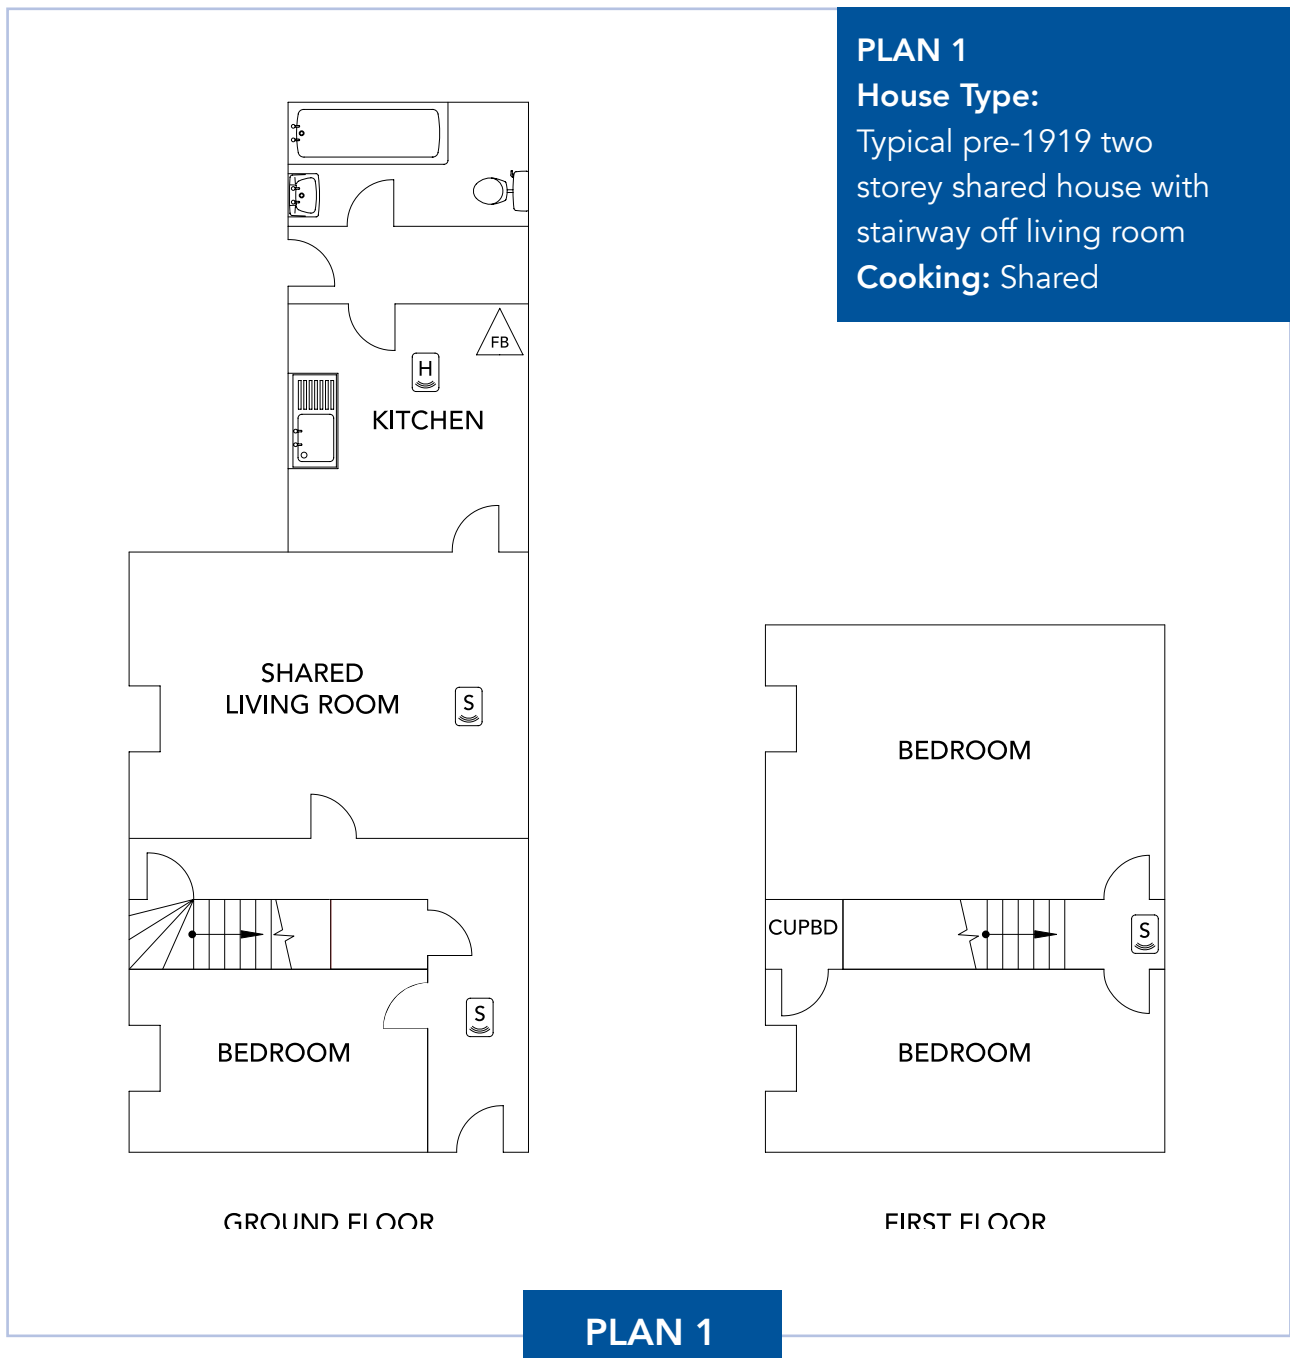 PLAN 1
House Type:
Typical pre-1919 two
storey shared house with
stairway off living room
Cooking: Shared
FB
H
KITCHEN
SHARED
LIVING ROOM
S
BEDROOM
S
GROUND FLOOR
BEDROOM
CUPBD
S
BEDROOM
FIRST FLOOR
PLAN 1